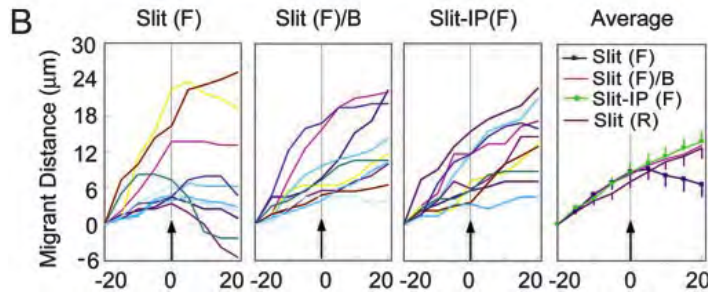 B
Slit (F) Slit (F)/B Slit-IP(F) Average
Migrant Distance (μm)
30
24
18
12
6
0
-6
Slit (F)
Slit (F)/B
Slit-IP (F)
Slit (R)
-20 0 20 -20 0 20 -20 0 20 -20 0 20